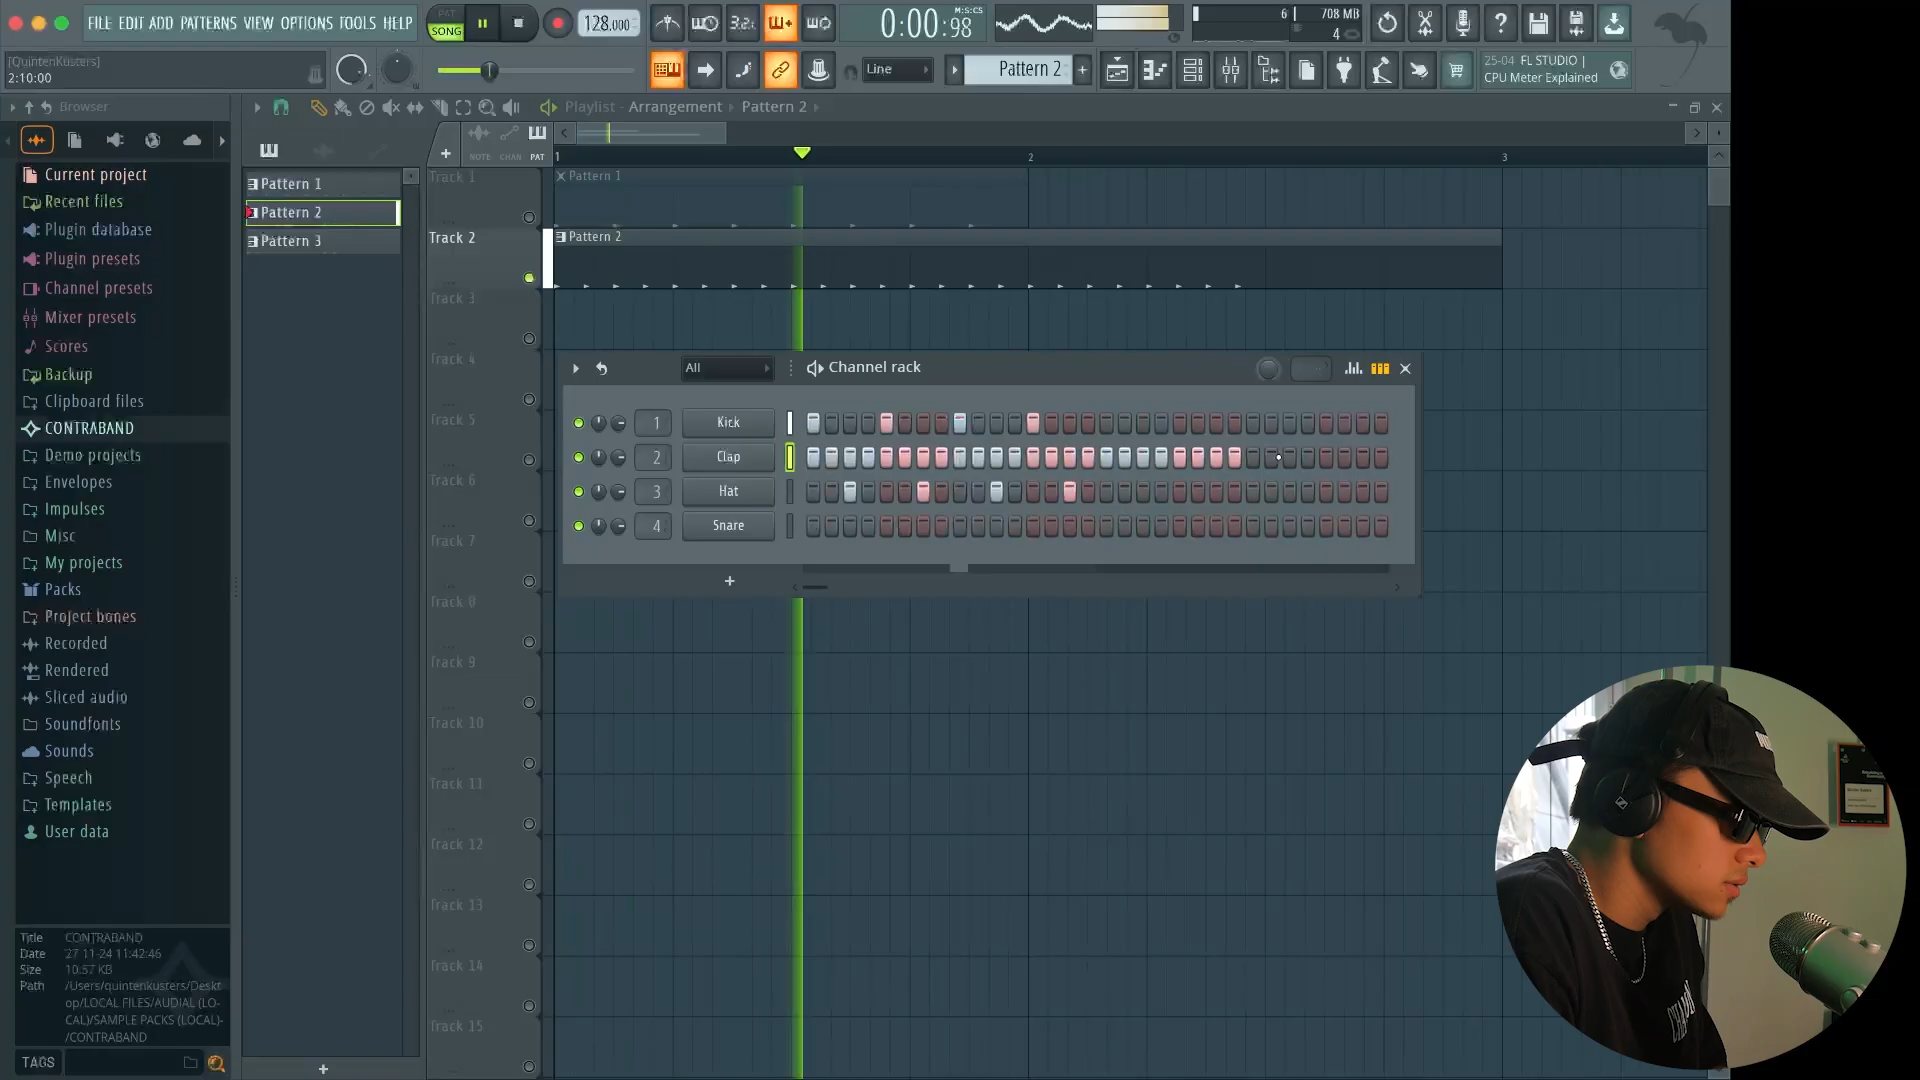 FILE EDIT ADD PATTERNS VIEW OPTIONS TOOLS HELP
PAT
SONG
128.000
3.2.
0:00:98
M:S:CS
6
708 MB
4
[QuintenKusters]
2:10:00
Line
Pattern 2
25-04 FL STUDIO |
CPU Meter Explained
Browser
Playlist - Arrangement › Pattern 2 ›
NOTE CHAN PAT
1
2
3
Current project
Recent files
Plugin database
Plugin presets
Channel presets
Mixer presets
Scores
Backup
Clipboard files
CONTRABAND
Demo projects
Envelopes
Impulses
Misc
My projects
Packs
Project bones
Recorded
Rendered
Sliced audio
Soundfonts
Sounds
Speech
Templates
User data
Title CONTRABAND
Date 27 11-24 11:42:46
Size 10.57 KB
Path /Users/quintenkusters/Deskt
op/LOCAL FILES/AUDIAL (LO-
CAL)/SAMPLE PACKS (LOCAL)-
/CONTRABAND
TAGS
Pattern 1
Pattern 2
Pattern 3
Track 1
Track 2
Track 3
Track 4
Track 5
Track 6
Track 7
Track 8
Track 9
Track 10
Track 11
Track 12
Track 13
Track 14
Track 15
Pattern 1
Pattern 2
All
Channel rack
1 Kick
2 Clap
3 Hat
4 Snare